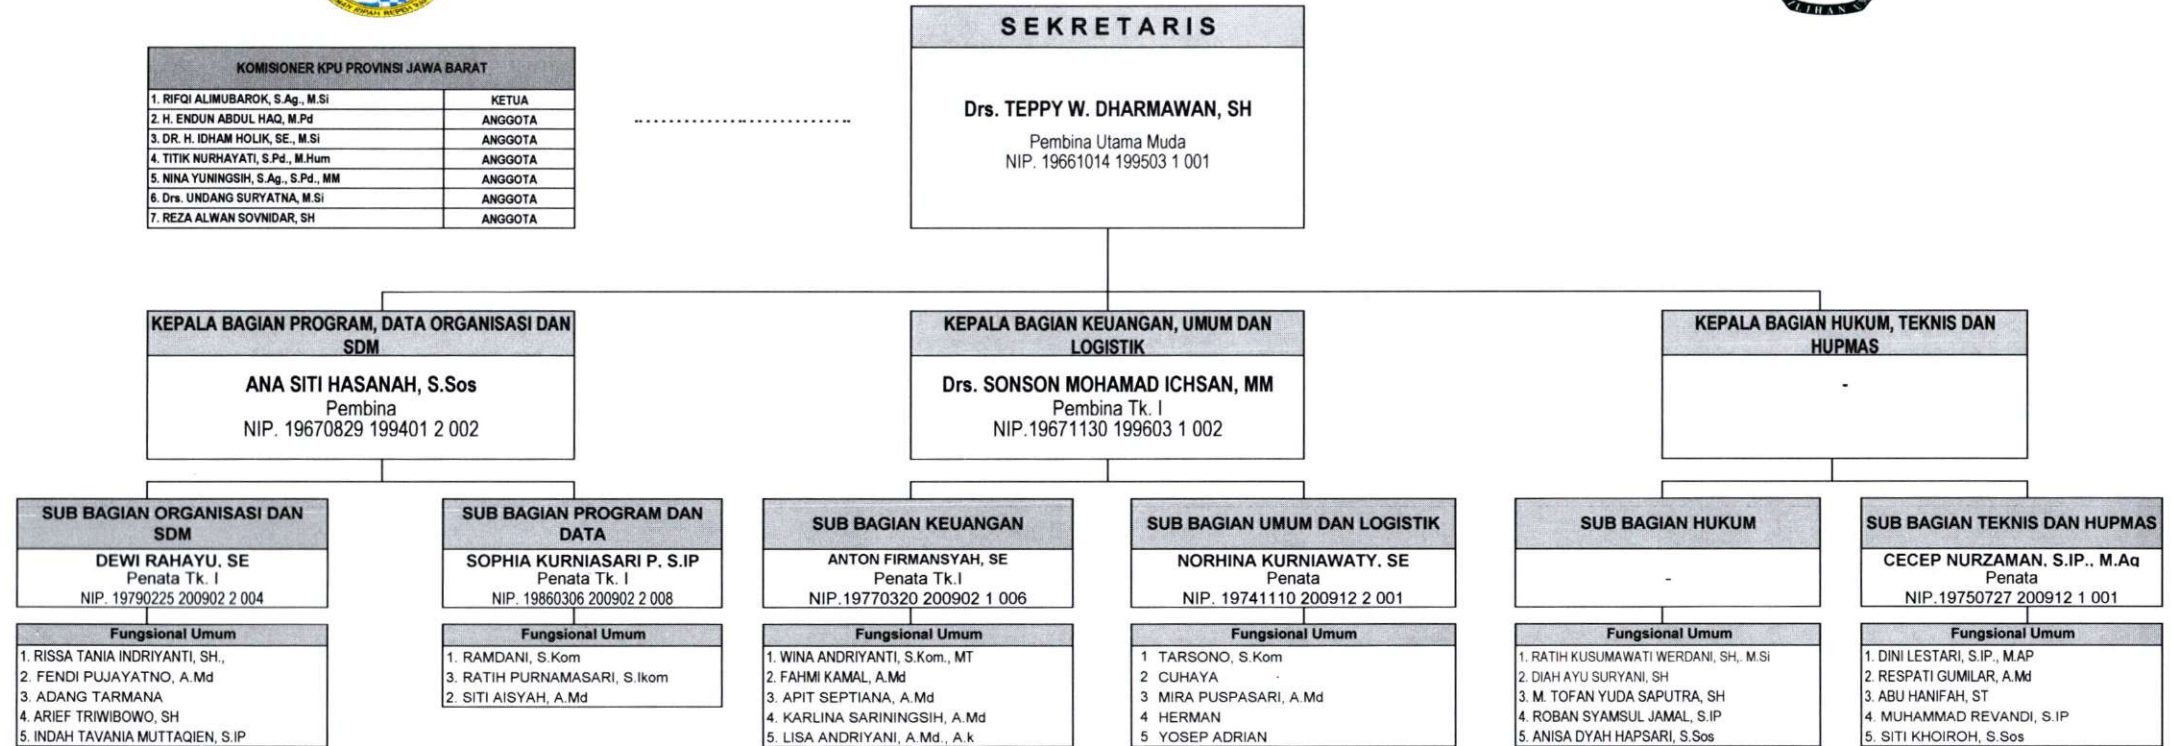 SEKRETARIS
Drs. TEPPY W. DHARMAWAN, SH
Pembina Utama Muda
NIP. 19661014 199503 1 001
KOMISIONER KPU PROVINSI JAWA BARAT
1. RIFQI ALIMUBAROK, S.Ag., M.Si KETUA
2. H. ENDUN ABDUL HAQ, M.Pd ANGGOTA
3. DR. H. IDHAM HOLIK, SE., M.Si ANGGOTA
4. TITIK NURHAYATI, S.Pd., M.Hum ANGGOTA
5. NINA YUNINGSIH, S.Ag., S.Pd., MM ANGGOTA
6. Drs. UNDANG SURYATNA, M.Si ANGGOTA
7. REZA ALWAN SOVNIDAR, SH ANGGOTA
KEPALA BAGIAN PROGRAM, DATA ORGANISASI DAN
SDM
ANA SITI HASANAH, S.Sos
Pembina
NIP. 19670829 199401 2 002
KEPALA BAGIAN KEUANGAN, UMUM DAN
LOGISTIK
Drs. SONSON MOHAMAD ICHSAN, MM
Pembina Tk. I
NIP.19671130 199603 1 002
KEPALA BAGIAN HUKUM, TEKNIS DAN
HUPMAS
-
SUB BAGIAN ORGANISASI DAN
SDM
DEWI RAHAYU. SE
Penata Tk. I
NIP. 19790225 200902 2 004
Fungsional Umum
1. RISSA TANIA INDRIYANTI, SH.,
2. FENDI PUJAYATNO, A.Md
3. ADANG TARMANA
4. ARIEF TRIWIBOWO, SH
5. INDAH TAVANIA MUTTAQIEN, S.IP
SUB BAGIAN PROGRAM DAN
DATA
SOPHIA KURNIASARI P. S.IP
Penata Tk. I
NIP. 19860306 200902 2 008
Fungsional Umum
1. RAMDANI, S.Kom
3. RATIH PURNAMASARI, S.Ikom
2. SITI AISYAH, A.Md
SUB BAGIAN KEUANGAN
ANTON FIRMANSYAH, SE
Penata Tk.I
NIP.19770320 200902 1 006
Fungsional Umum
1. WINA ANDRIYANTI, S.Kom., MT
2. FAHMI KAMAL, A.Md
3. APIT SEPTIANA, A.Md
4. KARLINA SARININGSIH, A.Md
5. LISA ANDRIYANI, A.Md., A.k
SUB BAGIAN UMUM DAN LOGISTIK
NORHINA KURNIAWATY. SE
Penata
NIP. 19741110 200912 2 001
Fungsional Umum
1 TARSONO, S.Kom
2 CUHAYA
3 MIRA PUSPASARI, A.Md
4 HERMAN
5 YOSEP ADRIAN
SUB BAGIAN HUKUM
-
Fungsional Umum
1. RATIH KUSUMAWATI WERDANI, SH,. M.Si
2. DIAH AYU SURYANI, SH
3. M. TOFAN YUDA SAPUTRA, SH
4. ROBAN SYAMSUL JAMAL, S.IP
5. ANISA DYAH HAPSARI, S.Sos
SUB BAGIAN TEKNIS DAN HUPMAS
CECEP NURZAMAN. S.IP.. M.Ag
Penata
NIP.19750727 200912 1 001
Fungsional Umum
1. DINI LESTARI, S.IP., M.AP
2. RESPATI GUMILAR, A.Md
3. ABU HANIFAH, ST
4. MUHAMMAD REVANDI, S.IP
5. SITI KHOIROH, S.Sos